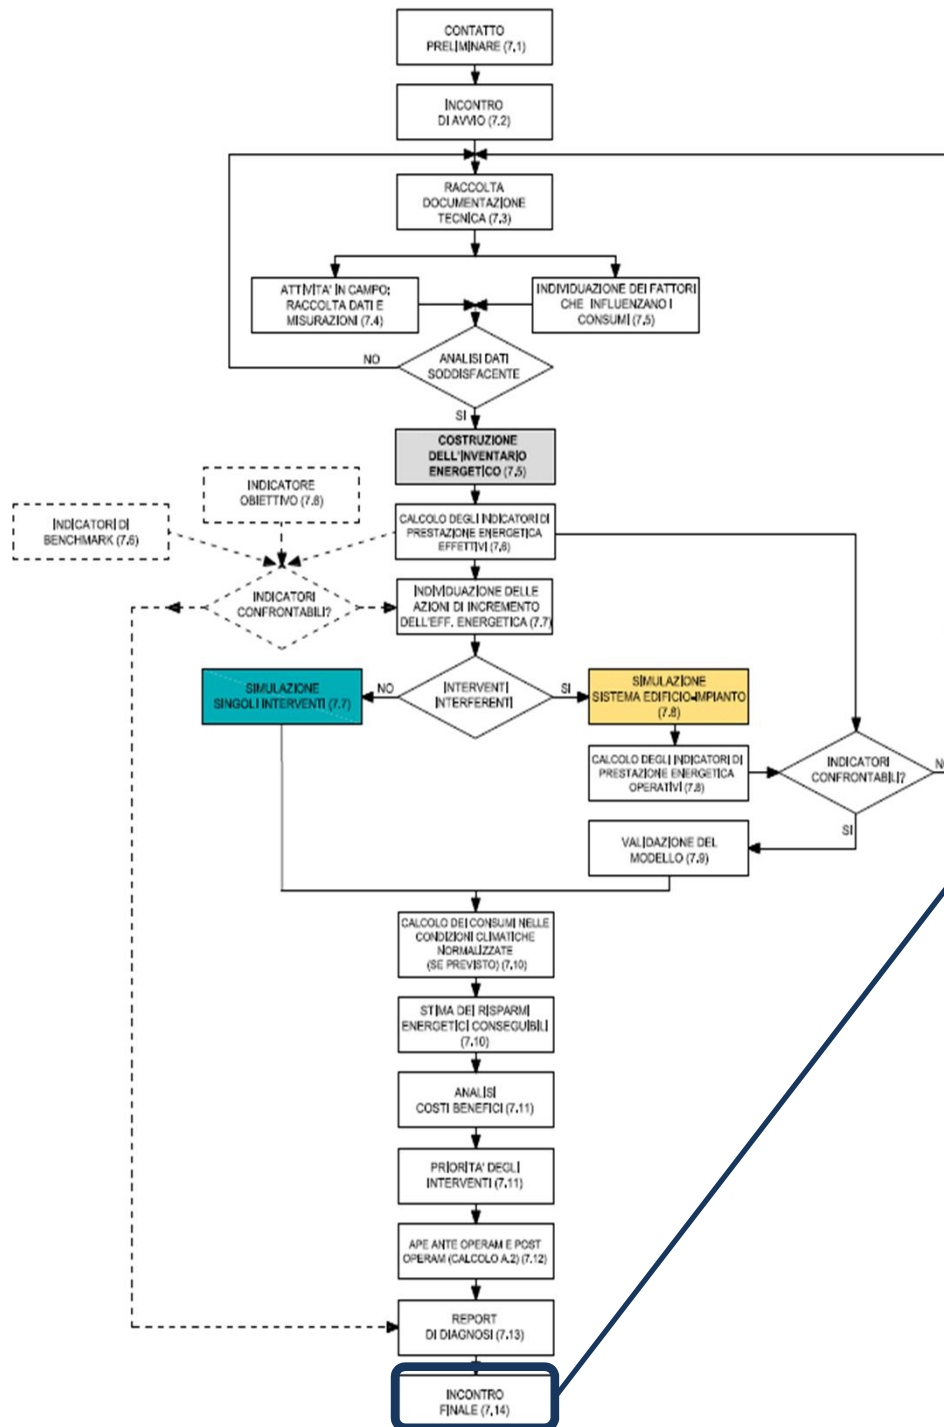 CONTATTO
PRELIMINARE (7.1)
INCONTRO
DI AVVIO (7.2)
RACCOLTA
DOCUMENTAZIONE
TECNICA (7.3)
ATTIVITA' IN CAMPO:
RACCOLTA DATI E
MISURAZIONI (7.4)
INDIVIDUAZIONE DEI FATTORI
CHE INFLUENZANO I
CONSUMI (7.5)
NO
ANALISI DATI
SODDISFACENTE
SI
COSTRUZIONE
DELL'INVENTARIO
ENERGETICO (7.5)
INDICATORE
OBIETTIVO (7.6)
INDICATORI DI
BENCHMARK (7.6)
CALCOLO DEGLI INDICATORI DI
PRESTAZIONE ENERGETICA
EFFETTIVI (7.6)
INDICATORI
CONFRONTABILI?
INDIVIDUAZIONE DELLE
AZIONI DI INCREMENTO
DELL'EFF. ENERGETICA (7.7)
SIMULAZIONE
SINGOLI INTERVENTI (7.7)
NO
INTERVENTI
INTERFERENTI
SI
SIMULAZIONE
SISTEMA EDIFICIO-IMPIANTO
(7.8)
CALCOLO DEGLI INDICATORI DI
PRESTAZIONE ENERGETICA
OPERATIVI (7.8)
INDICATORI
CONFRONTABILI?
NO
SI
VALIDAZIONE DEL
MODELLO (7.9)
CALCOLO DEI CONSUMI NELLE
CONDIZIONI CLIMATICHE
NORMALIZZATE
(SE PREVISTO) (7.10)
STIMA DEI RISPARMI
ENERGETICI CONSEGUIBILI
(7.10)
ANALISI
COSTI BENEFICI (7.11)
PRIORITA' DEGLI
INTERVENTI (7.11)
APE ANTE OPERAM E POST
OPERAM (CALCOLO A.2) (7.12)
REPORT
DI DIAGNOSI (7.13)
INCONTRO
FINALE (7.14)